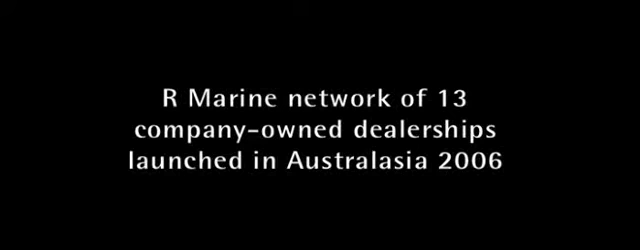 R Marine network of 13
company-owned dealerships
launched in Australasia 2006